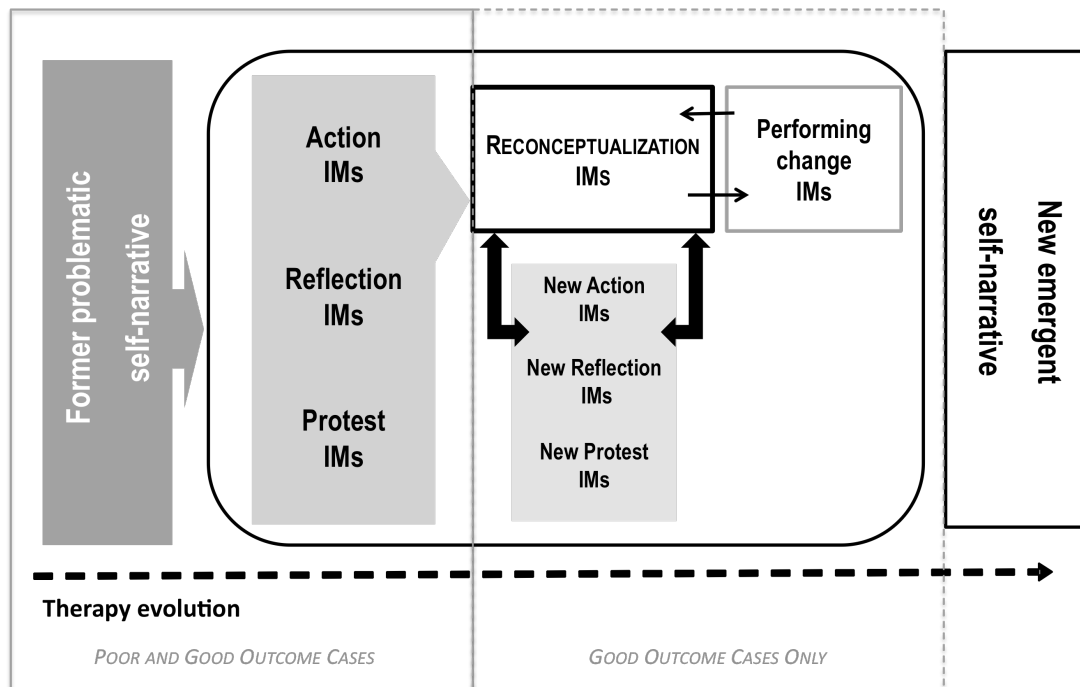 Former problematic
self-narrative
Action
IMs
Reflection
IMs
Protest
IMs
RECONCEPTUALIZATION
IMs
Performing
change
IMs
New Action
IMs
New Reflection
IMs
New Protest
IMs
New emergent
self-narrative
Therapy evolution
POOR AND GOOD OUTCOME CASES
GOOD OUTCOME CASES ONLY